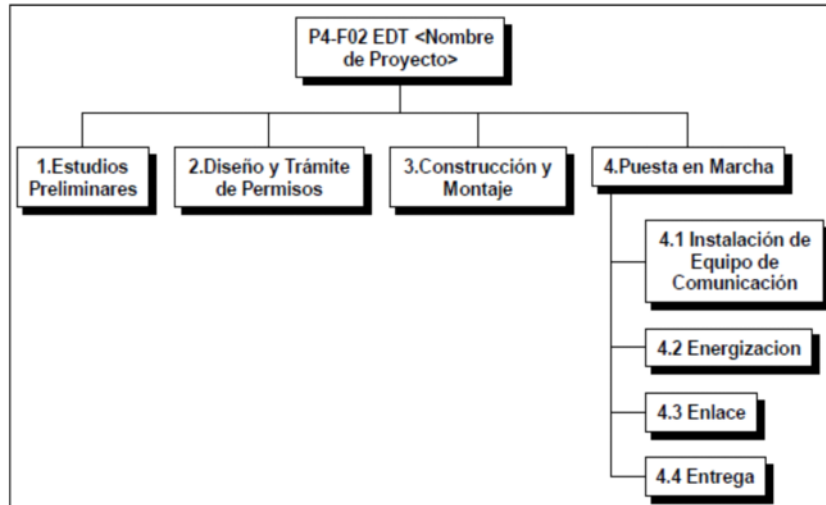 P4-F02 EDT <Nombre
de Proyecto>
1.Estudios
Preliminares
2.Diseño y Trámite
de Permisos
3.Construcción y
Montaje
4.Puesta en Marcha
4.1 Instalación de
Equipo de
Comunicación
4.2 Energizacion
4.3 Enlace
4.4 Entrega